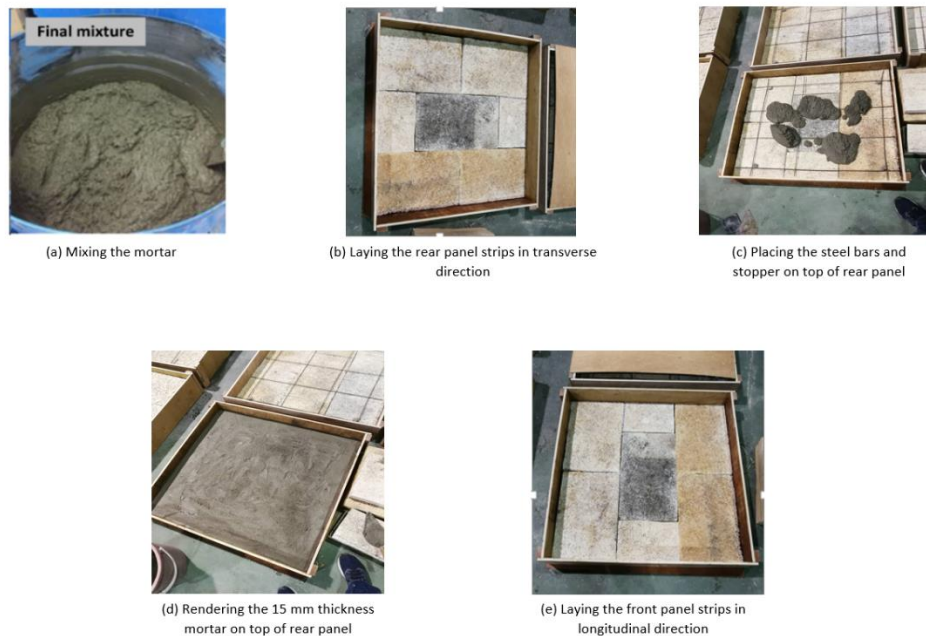 Final mixture
(a) Mixing the mortar
(b) Laying the rear panel strips in transverse
direction
(c) Placing the steel bars and
stopper on top of rear panel
(d) Rendering the 15 mm thickness
mortar on top of rear panel
(e) Laying the front panel strips in
longitudinal direction